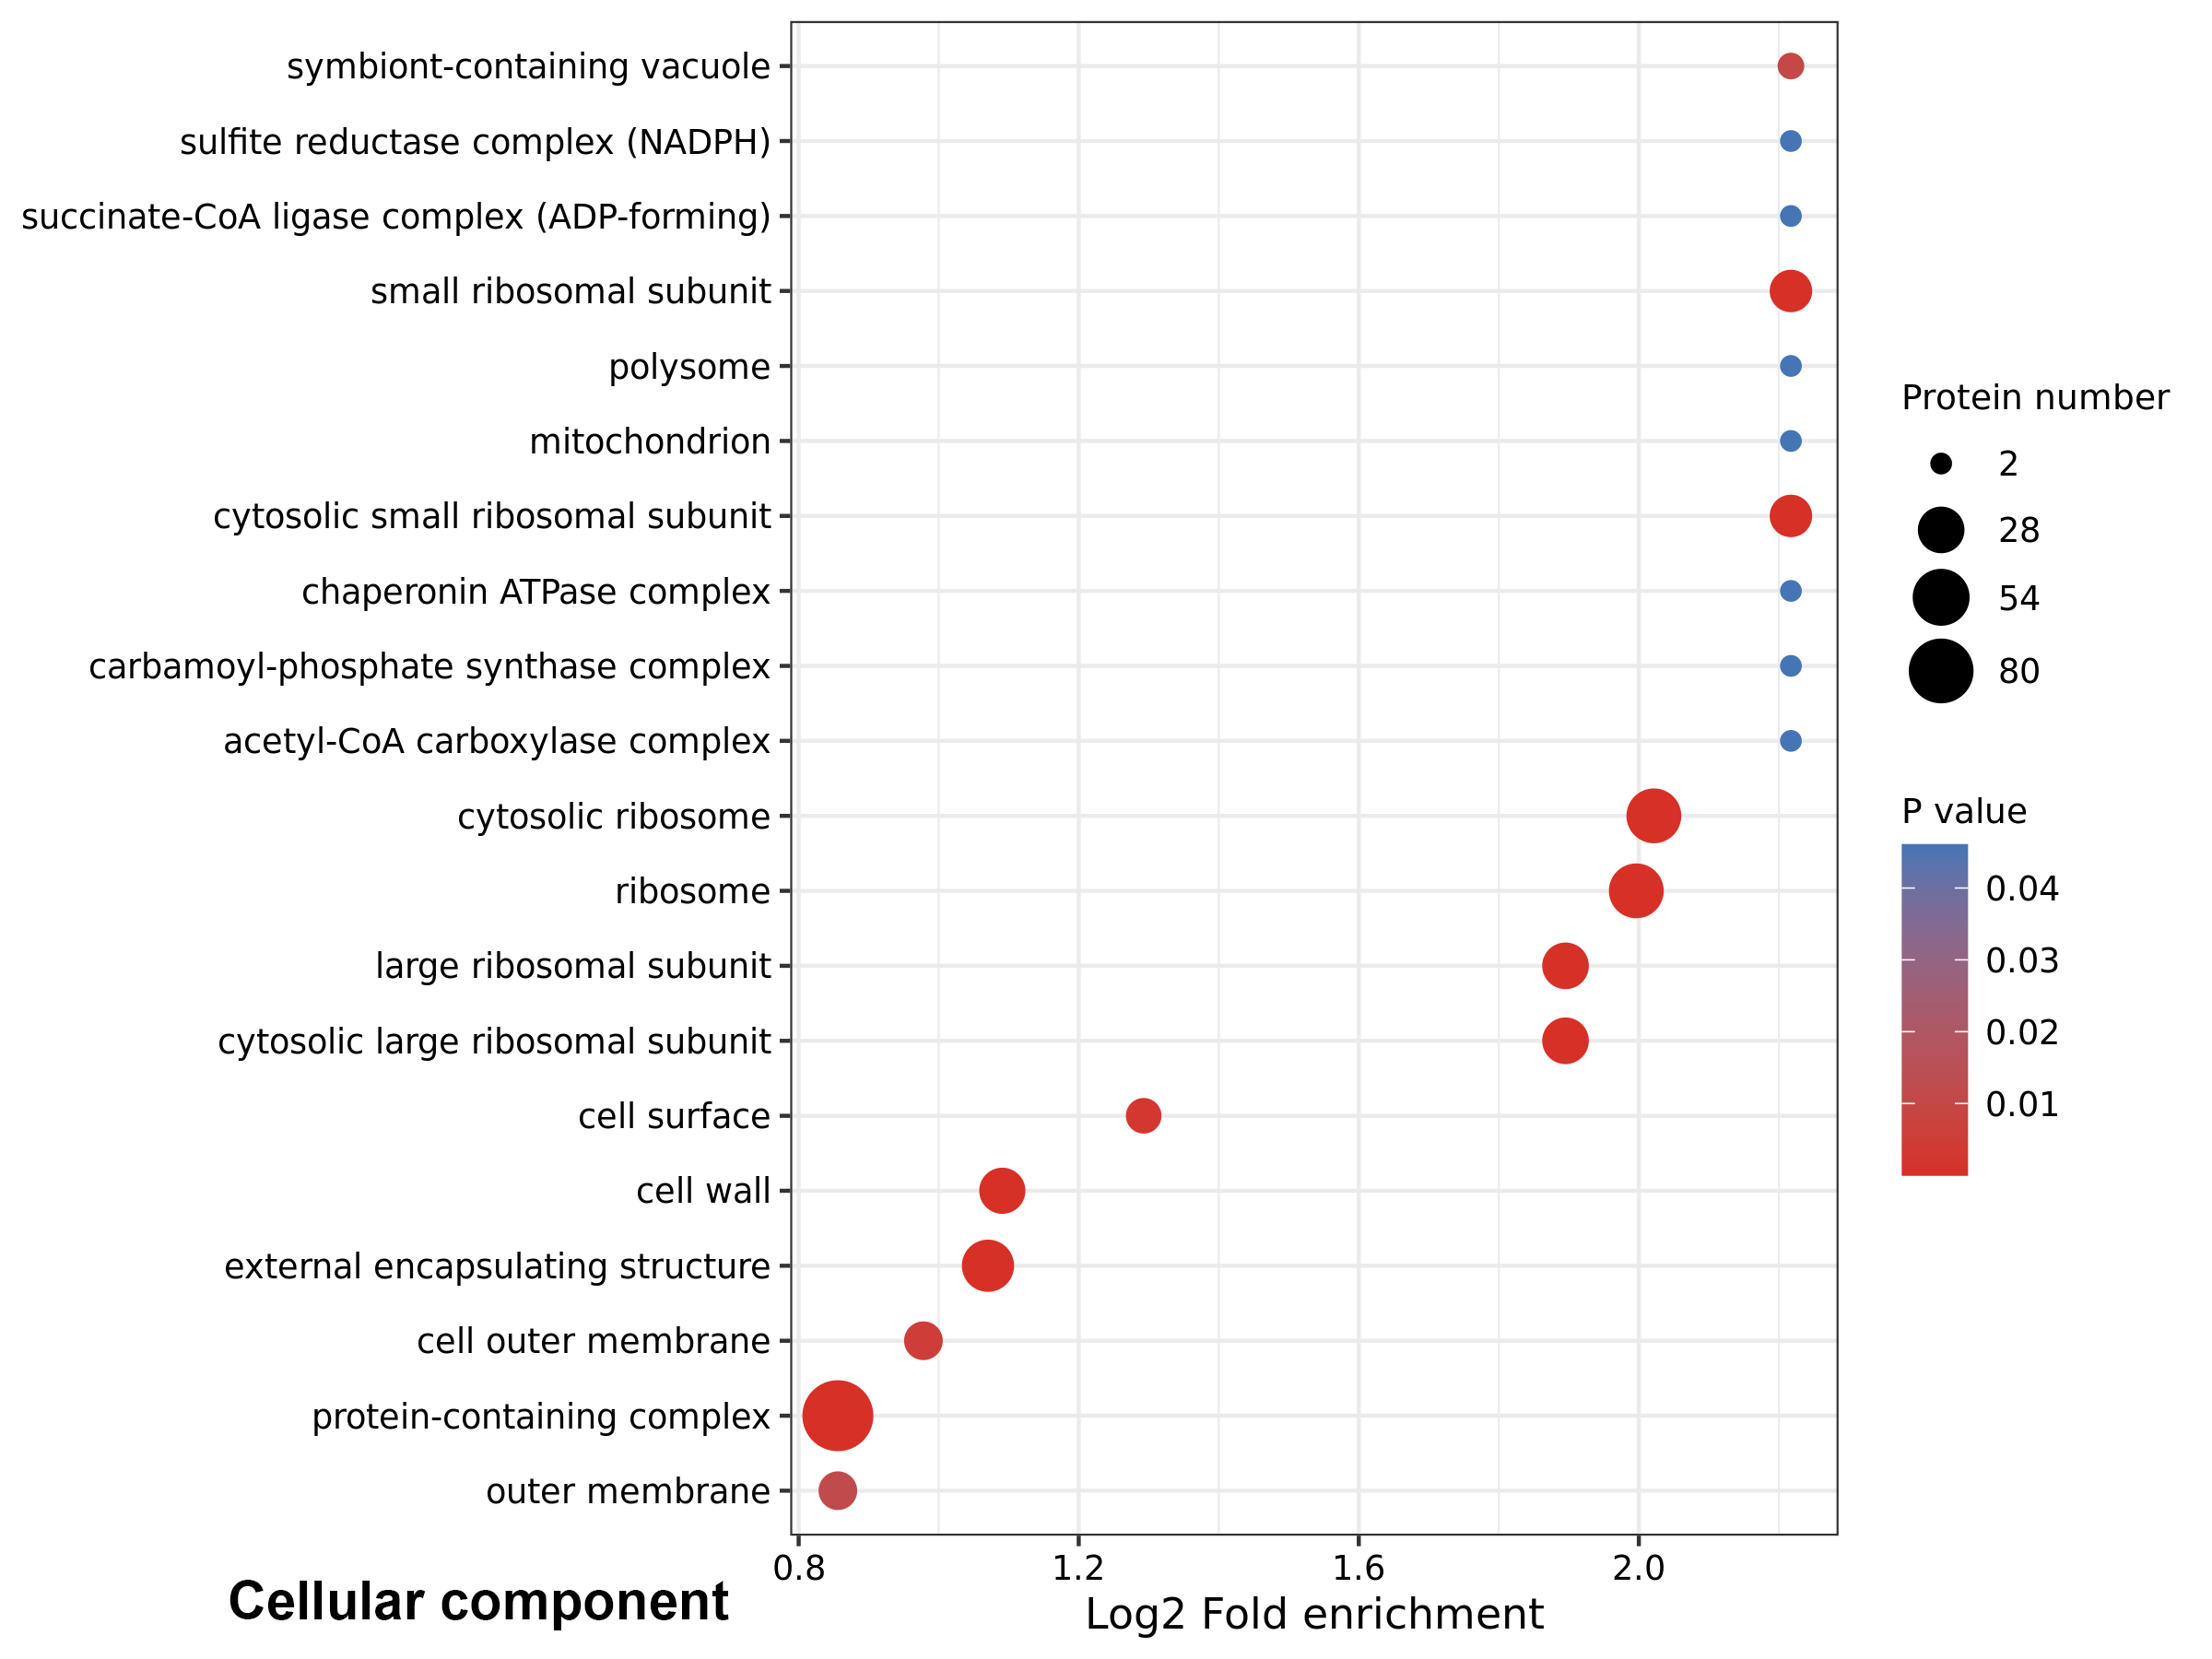 symbiont-containing vacuole
sulfite reductase complex (NADPH)
succinate-CoA ligase complex (ADP-forming)
small ribosomal subunit
polysome
mitochondrion
cytosolic small ribosomal subunit
chaperonin ATPase complex
carbamoyl-phosphate synthase complex
acetyl-CoA carboxylase complex
cytosolic ribosome
ribosome
large ribosomal subunit
cytosolic large ribosomal subunit
cell surface
cell wall
external encapsulating structure
cell outer membrane
protein-containing complex
outer membrane
0.8 1.2 1.6 2.0
Log2 Fold enrichment
Cellular component
Protein number
2
28
54
80
P value
0.04
0.03
0.02
0.01